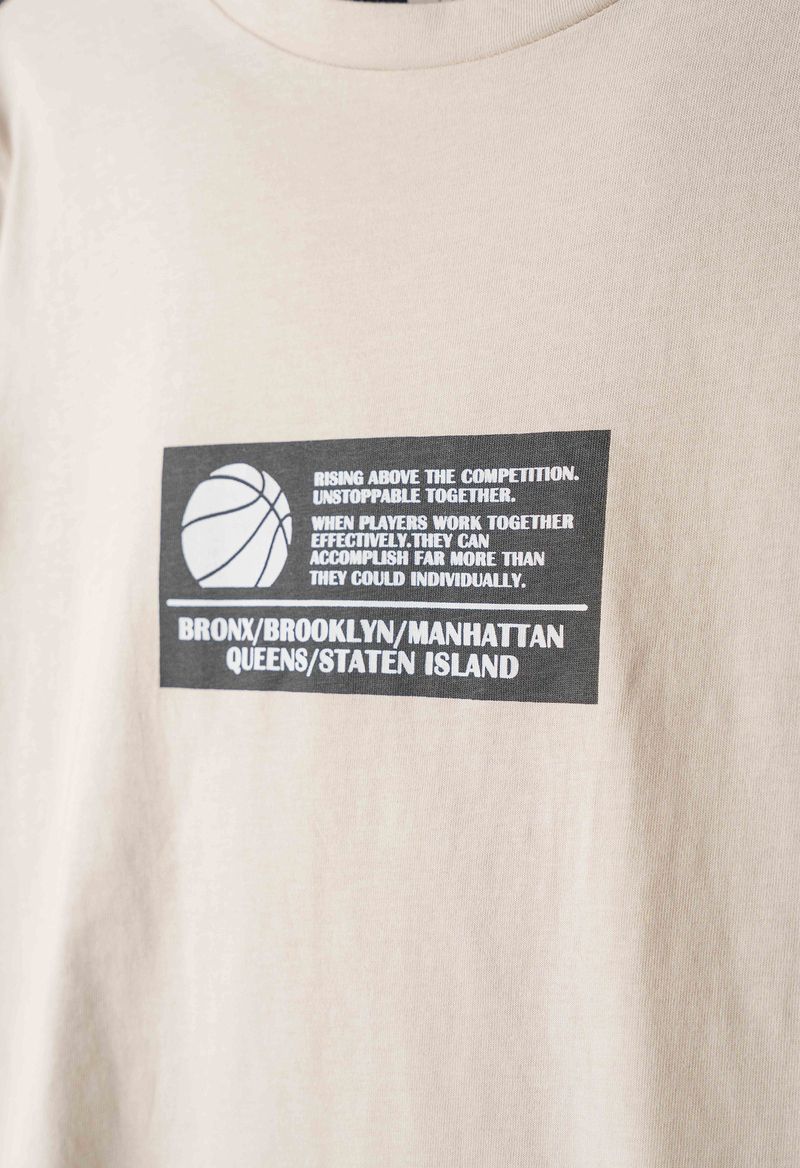 RISING ABOVE THE COMPETITION.
UNSTOPPABLE TOGETHER.
WHEN PLAYERS WORK TOGETHER
EFFECTIVELY.THEY CAN
ACCOMPLISH FAR MORE THAN
THEY COULD INDIVIDUALLY.
BRONX/BROOKLYN/MANHATTAN
QUEENS/STATEN ISLAND